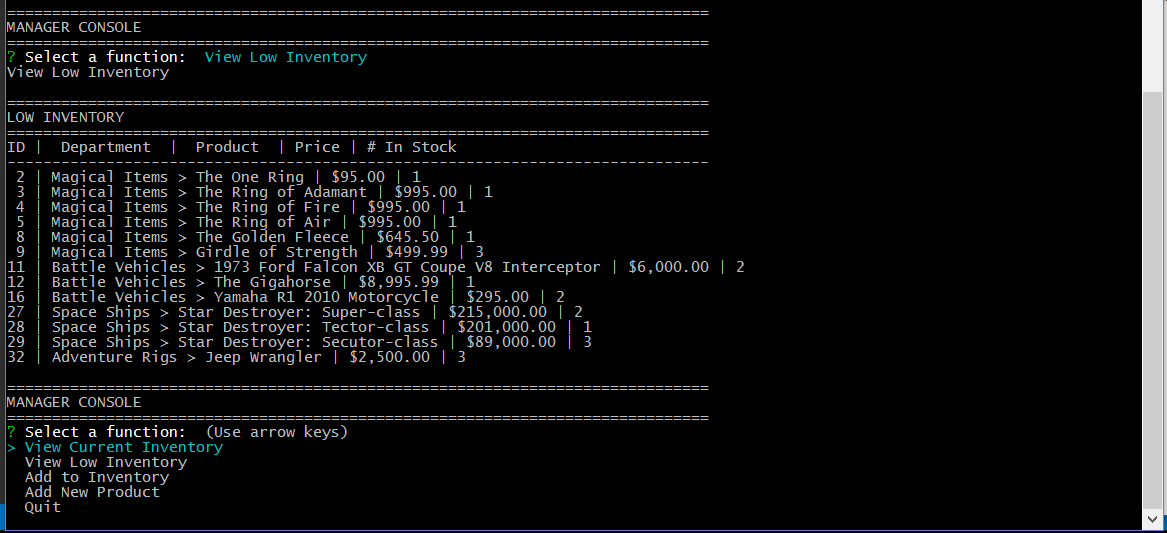 ======================================================================
MANAGER CONSOLE
======================================================================
? Select a function:  View Low Inventory
View Low Inventory
======================================================================
LOW INVENTORY
======================================================================
ID |  Department  |  Product  | Price | # In Stock
----------------------------------------------------------------------
 2 | Magical Items > The One Ring | $95.00 | 1
 3 | Magical Items > The Ring of Adamant | $995.00 | 1
 4 | Magical Items > The Ring of Fire | $995.00 | 1
 5 | Magical Items > The Ring of Air | $995.00 | 1
 8 | Magical Items > The Golden Fleece | $645.50 | 1
 9 | Magical Items > Girdle of Strength | $499.99 | 3
11 | Battle Vehicles > 1973 Ford Falcon XB GT Coupe V8 Interceptor | $6,000.00 | 2
12 | Battle Vehicles > The Gigahorse | $8,995.99 | 1
16 | Battle Vehicles > Yamaha R1 2010 Motorcycle | $295.00 | 2
27 | Space Ships > Star Destroyer: Super-class | $215,000.00 | 2
28 | Space Ships > Star Destroyer: Tector-class | $201,000.00 | 1
29 | Space Ships > Star Destroyer: Secutor-class | $89,000.00 | 3
32 | Adventure Rigs > Jeep Wrangler | $2,500.00 | 3
======================================================================
MANAGER CONSOLE
======================================================================
? Select a function:  (Use arrow keys)
> View Current Inventory
  View Low Inventory
  Add to Inventory
  Add New Product
  Quit